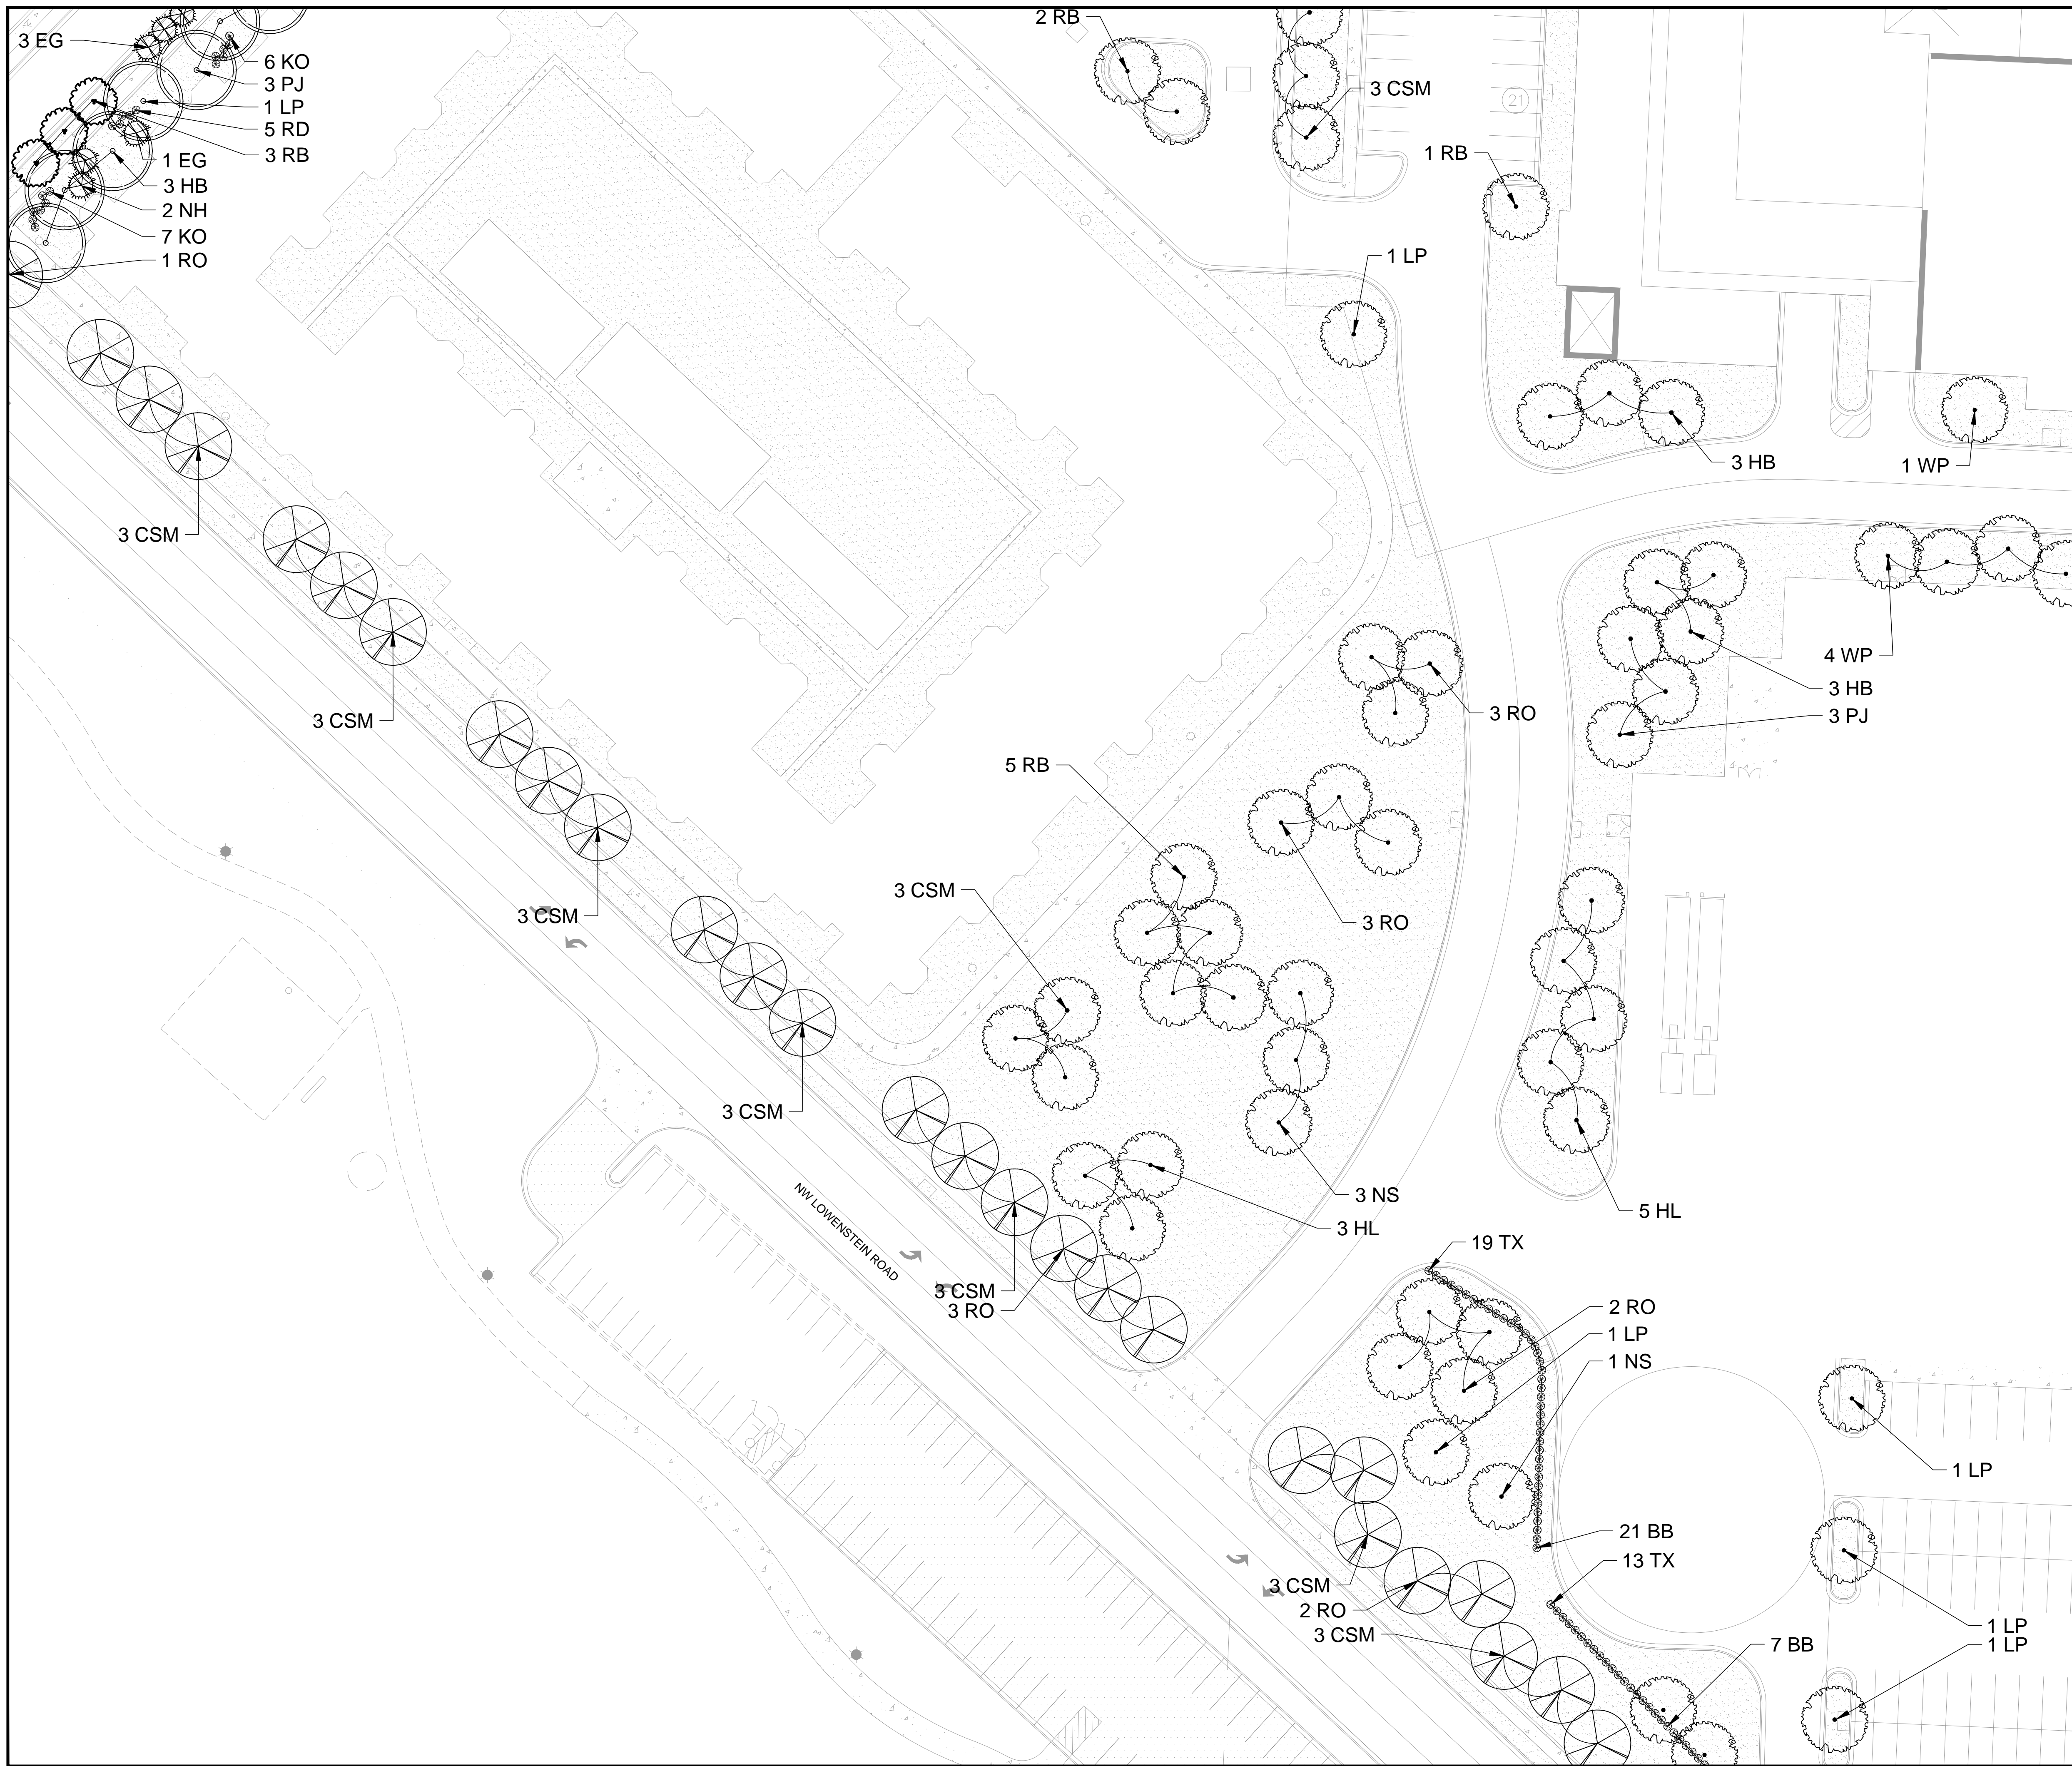 2 RB
3 EG
6 KO
3 PJ
3 CSM
21
1 LP
5 RD
3 RB
1 EG
1 RB
3 HB
2 NH
7 KO
1 RO
1 LP
3 HB
1 WP
3 CSM
4 WP
3 HB
3 RO
3 PJ
3 CSM
5 RB
3 CSM
3 CSM
3 RO
3 CSM
3 NS
5 HL
3 HL
NW LOWENSTEIN ROAD
19 TX
3 CSM
3 RO
2 RO
1 LP
1 NS
1 LP
21 BB
13 TX
3 CSM
2 RO
3 CSM
1 LP
7 BB
1 LP